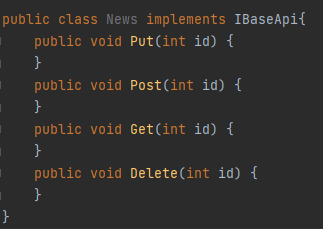 public class News implements IBaseApi{
    public void Put(int id) {
    }
    public void Post(int id) {
    }
    public void Get(int id) {
    }
    public void Delete(int id) {
    }
}